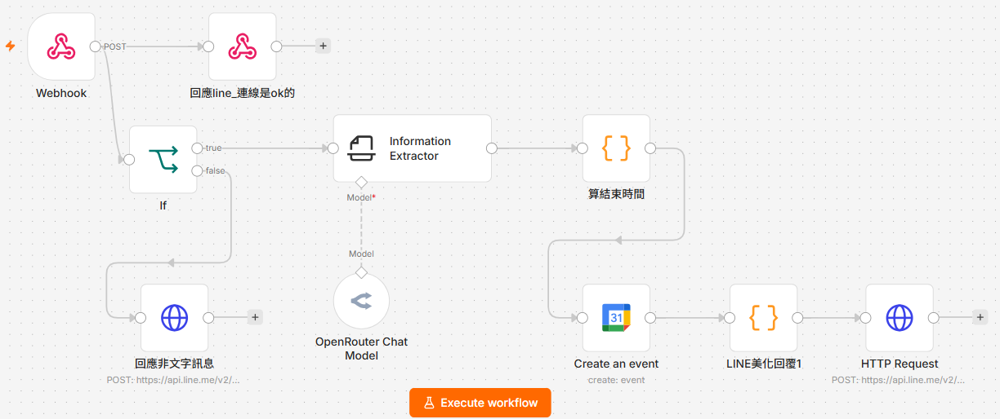 POST
Webhook
回應line_連線是ok的
+
true
false
If
Information
Extractor
Model*
算結束時間
Model
OpenRouter Chat
Model
+
回應非文字訊息
POST: https://api.line.me/v2/...
31
Create an event
create: event
LINE美化回覆1
HTTP Request
POST: https://api.line.me/v2/...
+
Execute workflow